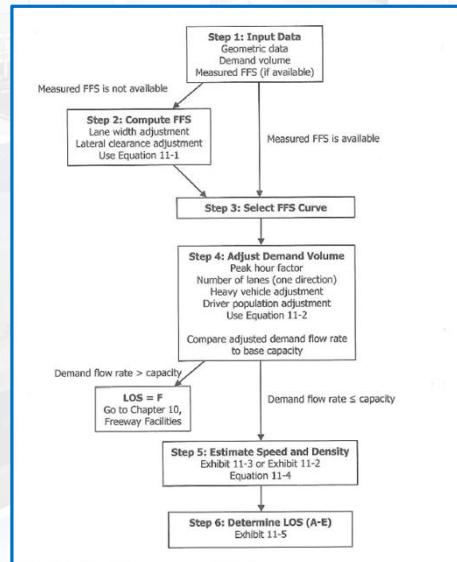 Step 1: Input Data
Geometric data
Demand volume
Measured FFS (if available)
Measured FFS is not available
Step 2: Compute FFS
Lane width adjustment
Lateral clearance adjustment
Use Equation 11-1
Measured FFS is available
Step 3: Select FFS Curve
Step 4: Adjust Demand Volume
Peak hour factor
Number of lanes (one direction)
Heavy vehicle adjustment
Driver population adjustment
Use Equation 11-2
Compare adjusted demand flow rate
to base capacity
Demand flow rate > capacity
LOS = F
Go to Chapter 10,
Freeway Facilities
Demand flow rate ≤ capacity
Step 5: Estimate Speed and Density
Exhibit 11-3 or Exhibit 11-2
Equation 11-4
Step 6: Determine LOS (A-E)
Exhibit 11-5